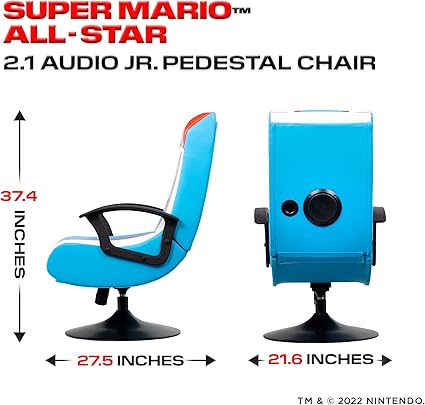 SUPER MARIO™
ALL-STAR
2.1 AUDIO JR. PEDESTAL CHAIR
37.4
INCHES
27.5 INCHES
21.6 INCHES
TM & © 2022 NINTENDO.